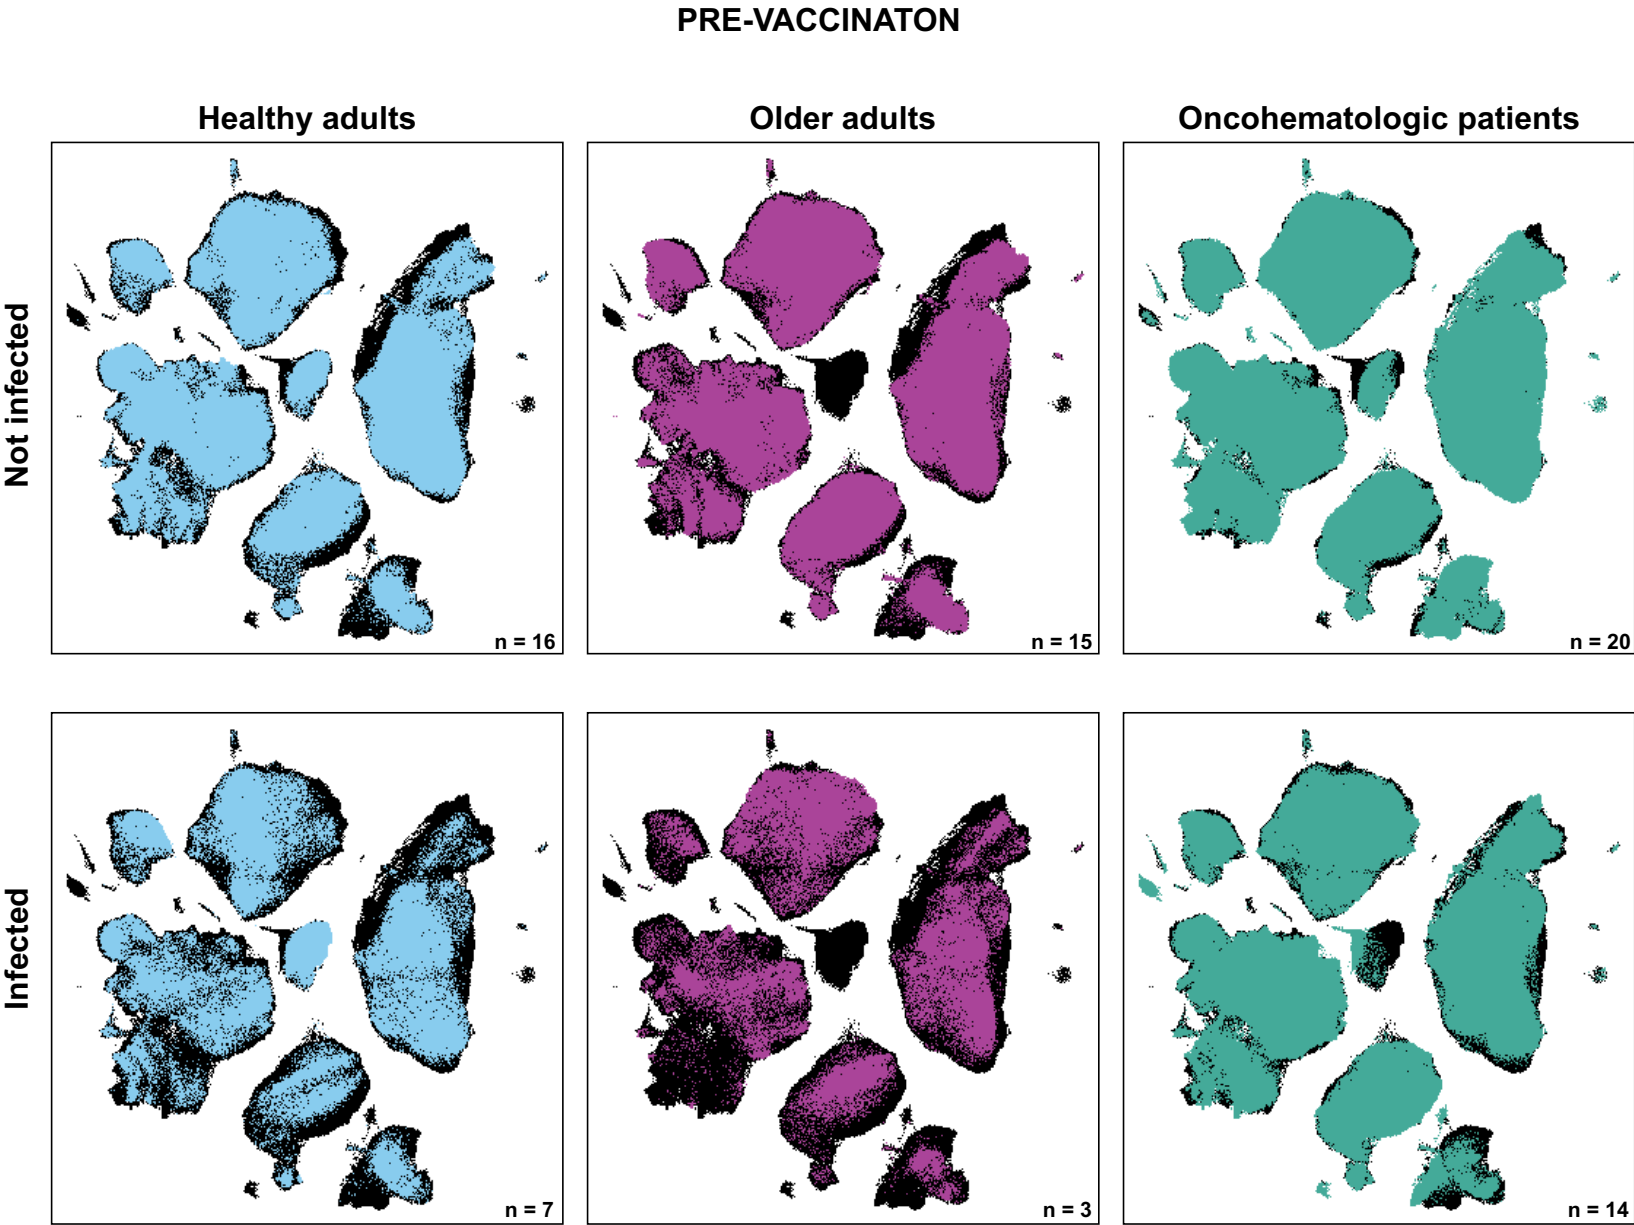 PRE-VACCINATON
Healthy adults
Older adults
Oncohematologic patients
Not infected
n = 16
n = 15
n = 20
Infected
n = 7
n = 3
n = 14